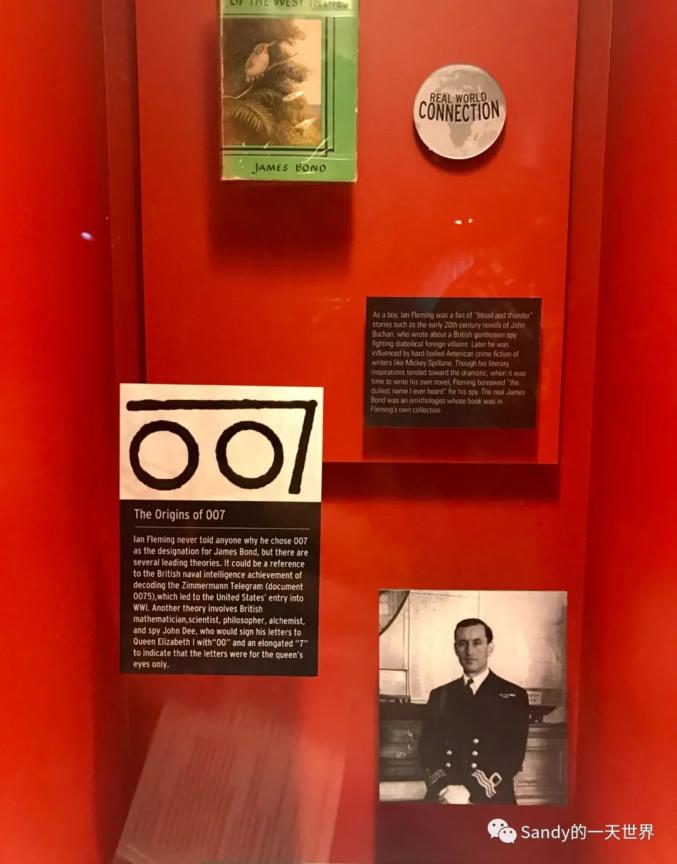 OF THE WEST INDIES
JAMES BOND
REAL WORLD
CONNECTION
As a boy, Ian Fleming was a fan of "blood and thunder"
stories such as the early 20th century novels of John
Buchan, who wrote about a British gentleman spy
fighting diabolical foreign villains. Later he was
influenced by hard-boiled American crime fiction of
writers like Mickey Spillane. Though his literary
inspirations tended toward the dramatic, when it was
time to write his own novel, Fleming borrowed "the
dullest name I ever heard" for his spy. The real James
Bond was an ornithologist whose book was in
Fleming's own collection.
007
The Origins of 007
Ian Fleming never told anyone why he chose 007
as the designation for James Bond, but there are
several leading theories. It could be a reference
to the British naval intelligence achievement of
decoding the Zimmermann Telegram (document
0075),which led to the United States' entry into
WWI. Another theory involves British
mathematician,scientist, philosopher, alchemist,
and spy John Dee, who would sign his letters to
Queen Elizabeth I with"00" and an elongated "7"
to indicate that the letters were for the queen's
eyes only.
Sandy的一天世界